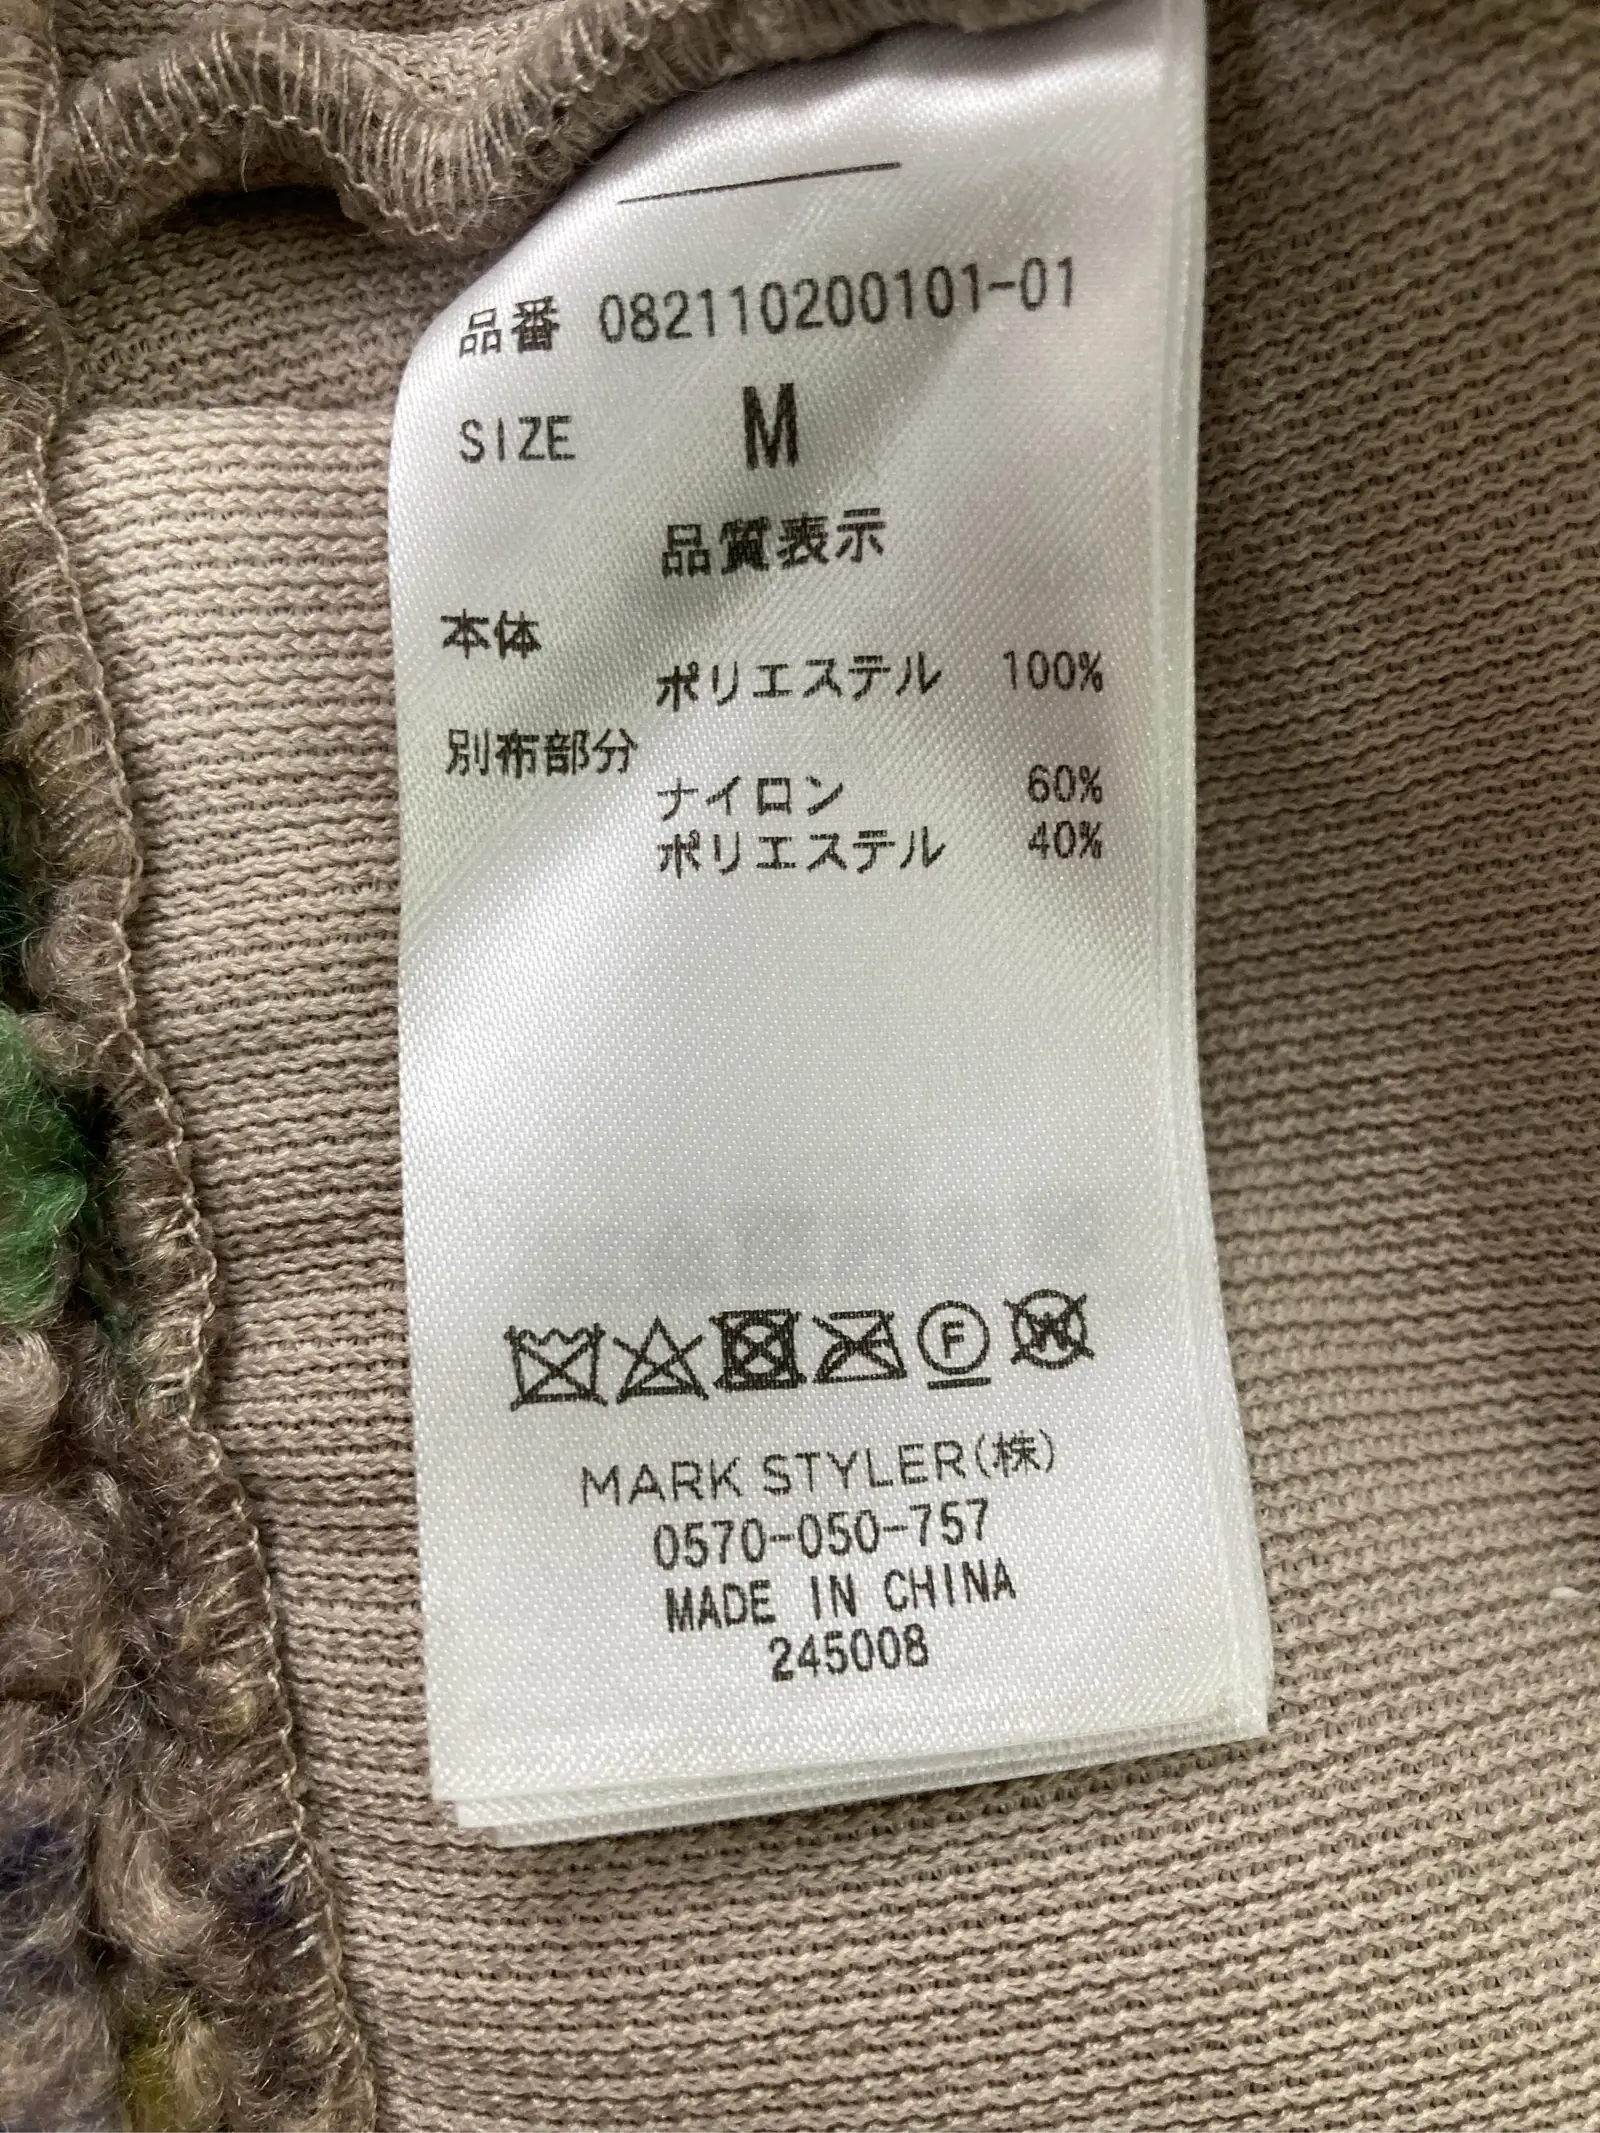 品番 082110200101-01
SIZE M
品質表示
本体
ポリエステル 100%
別布部分
ナイロン 60%
ポリエステル 40%
F W
MARK STYLER(株)
0570-050-757
MADE IN CHINA
245008